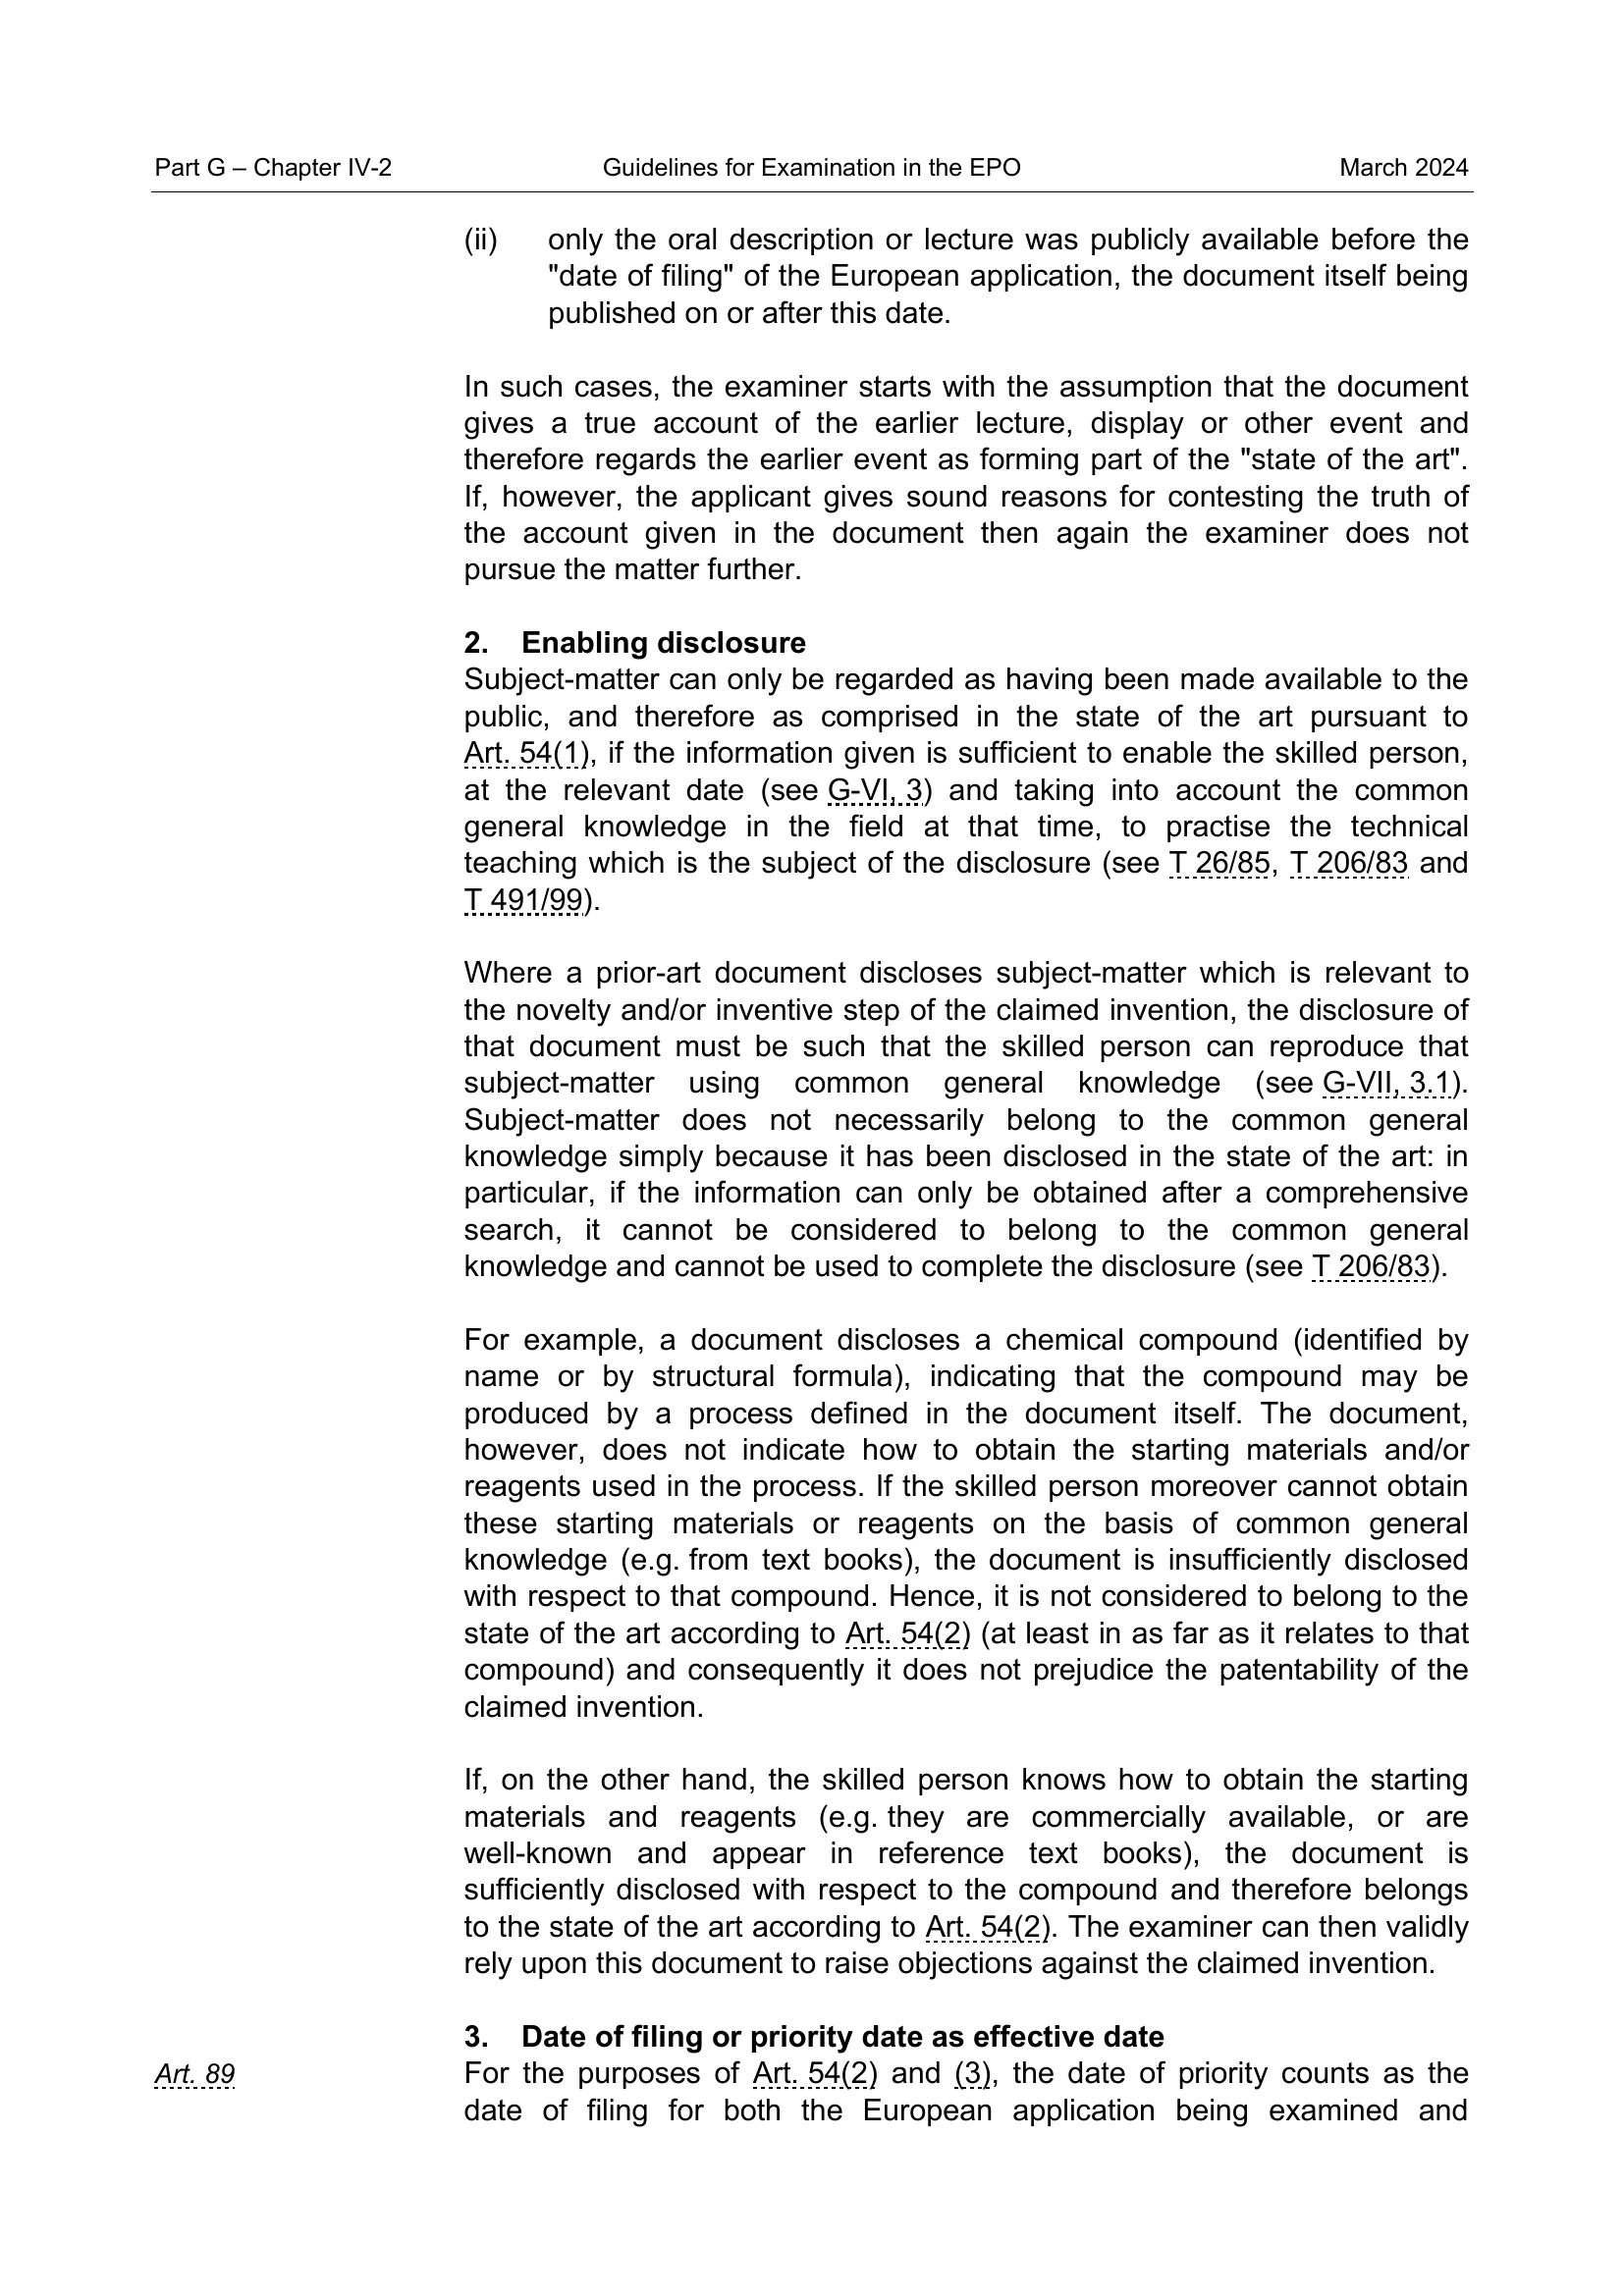 Part G – Chapter IV-2 Guidelines for Examination in the EPO March 2024
(ii) only the oral description or lecture was publicly available before the
"date of filing" of the European application, the document itself being
published on or after this date.
In such cases, the examiner starts with the assumption that the document
gives a true account of the earlier lecture, display or other event and
therefore regards the earlier event as forming part of the "state of the art".
If, however, the applicant gives sound reasons for contesting the truth of
the account given in the document then again the examiner does not
pursue the matter further.
2. Enabling disclosure
Subject-matter can only be regarded as having been made available to the
public, and therefore as comprised in the state of the art pursuant to
Art. 54(1), if the information given is sufficient to enable the skilled person,
at the relevant date (see G-VI, 3) and taking into account the common
general knowledge in the field at that time, to practise the technical
teaching which is the subject of the disclosure (see T 26/85, T 206/83 and
T 491/99).
Where a prior-art document discloses subject-matter which is relevant to
the novelty and/or inventive step of the claimed invention, the disclosure of
that document must be such that the skilled person can reproduce that
subject-matter using common general knowledge (see G-VII, 3.1).
Subject-matter does not necessarily belong to the common general
knowledge simply because it has been disclosed in the state of the art: in
particular, if the information can only be obtained after a comprehensive
search, it cannot be considered to belong to the common general
knowledge and cannot be used to complete the disclosure (see T 206/83).
For example, a document discloses a chemical compound (identified by
name or by structural formula), indicating that the compound may be
produced by a process defined in the document itself. The document,
however, does not indicate how to obtain the starting materials and/or
reagents used in the process. If the skilled person moreover cannot obtain
these starting materials or reagents on the basis of common general
knowledge (e.g. from text books), the document is insufficiently disclosed
with respect to that compound. Hence, it is not considered to belong to the
state of the art according to Art. 54(2) (at least in as far as it relates to that
compound) and consequently it does not prejudice the patentability of the
claimed invention.
If, on the other hand, the skilled person knows how to obtain the starting
materials and reagents (e.g. they are commercially available, or are
well-known and appear in reference text books), the document is
sufficiently disclosed with respect to the compound and therefore belongs
to the state of the art according to Art. 54(2). The examiner can then validly
rely upon this document to raise objections against the claimed invention.
3. Date of filing or priority date as effective date
Art. 89 For the purposes of Art. 54(2) and (3), the date of priority counts as the
date of filing for both the European application being examined and